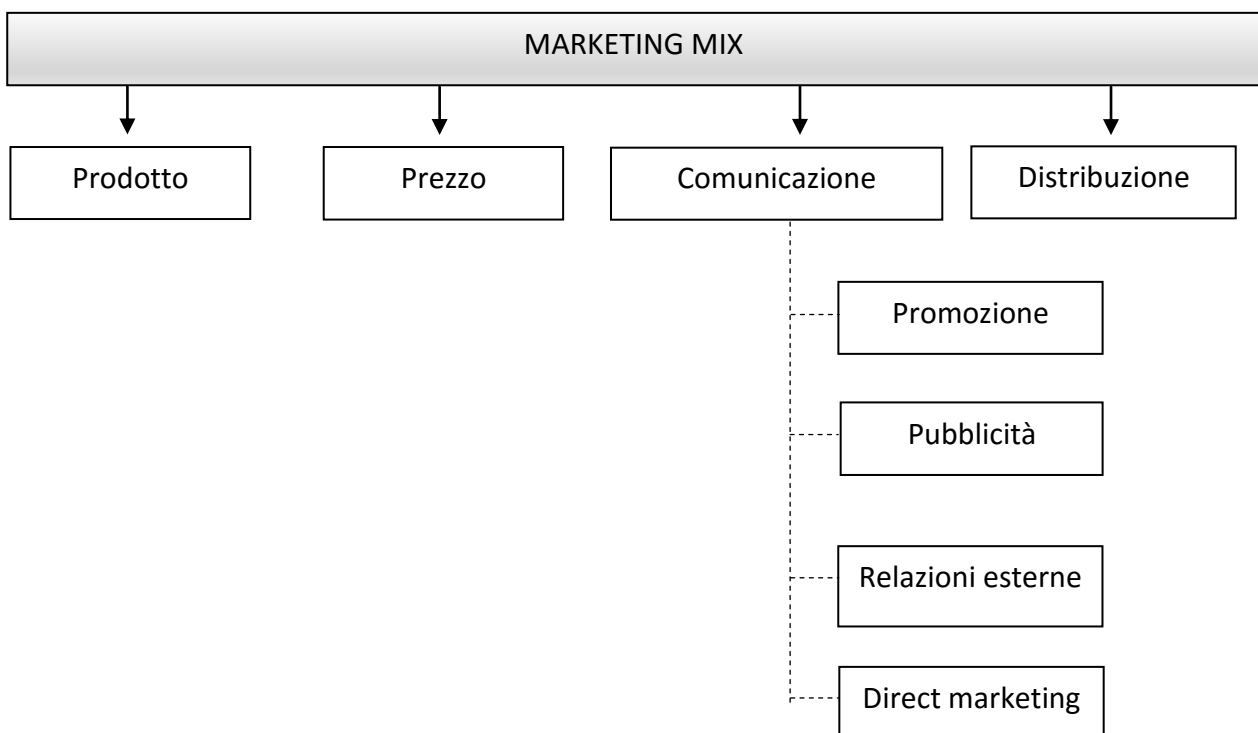 MARKETING MIX
Prodotto
Prezzo
Comunicazione
Distribuzione
Promozione
Pubblicità
Relazioni esterne
Direct marketing